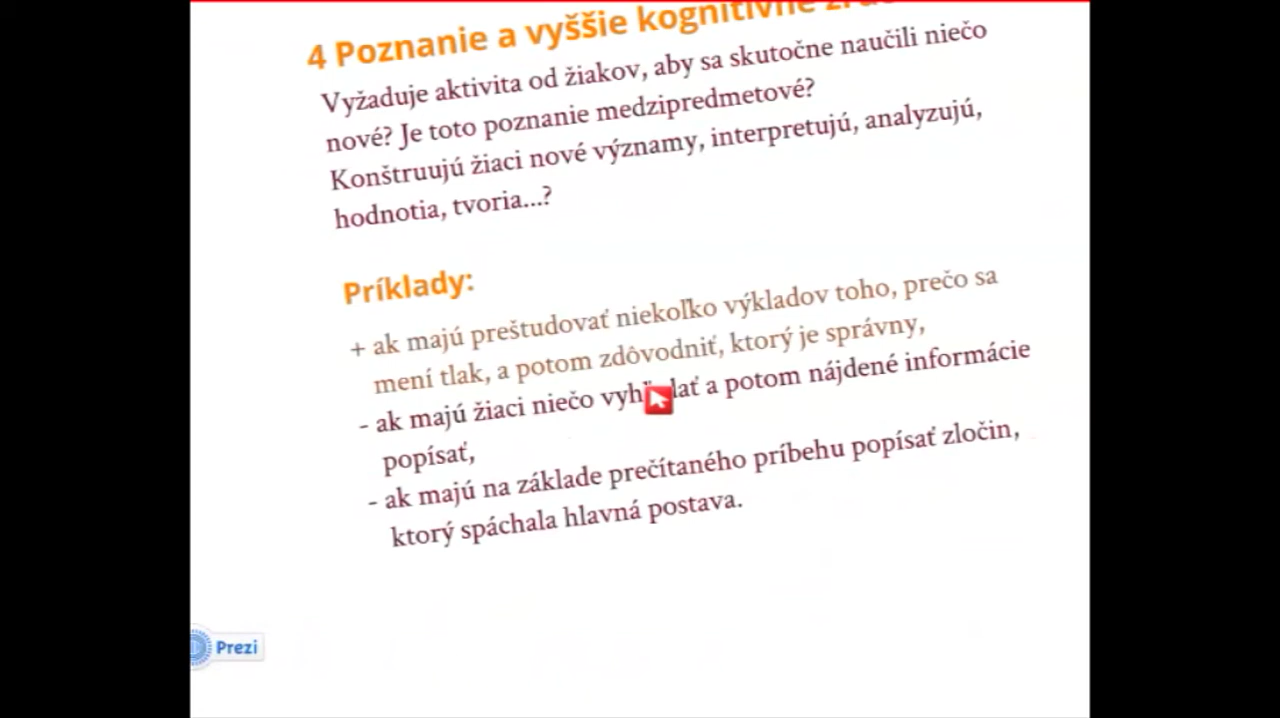 4 Poznanie a vyššie kognitívne
Vyžaduje aktivita od žiakov, aby sa skutočne naučili niečo
nové? Je toto poznanie medzipredmetové?
Konštruujú žiaci nové významy, interpretujú, analyzujú,
hodnotia, tvoria...?
Príklady:
+ ak majú preštudovať niekoľko výkladov toho, prečo sa
mení tlak, a potom zdôvodniť, ktorý je správny,
- ak majú žiaci niečo a potom nájdené informácie
popísať,
- ak majú na základe prečítaného príbehu popísať zločin,
ktorý spáchala hlavná postava.
Prezi